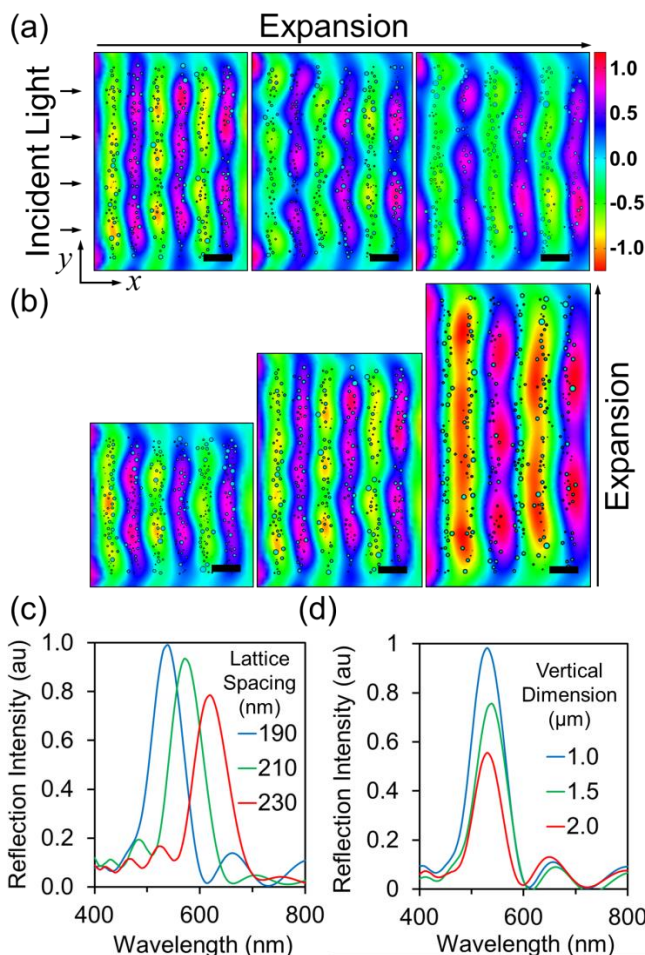 (a)
Expansion
Incident Light
y
x
1.0
0.5
0.0
-0.5
-1.0
(b)
Expansion
(c)
Reflection Intensity (au)
1.0
0.8
0.6
0.4
0.2
0.0
Lattice
Spacing
(nm)
190
210
230
400
600
800
Wavelength (nm)
(d)
Reflection Intensity (au)
1
0.8
0.6
0.4
0.2
0
Vertical
Dimension
(µm)
1.0
1.5
2.0
400
600
800
Wavelength (nm)